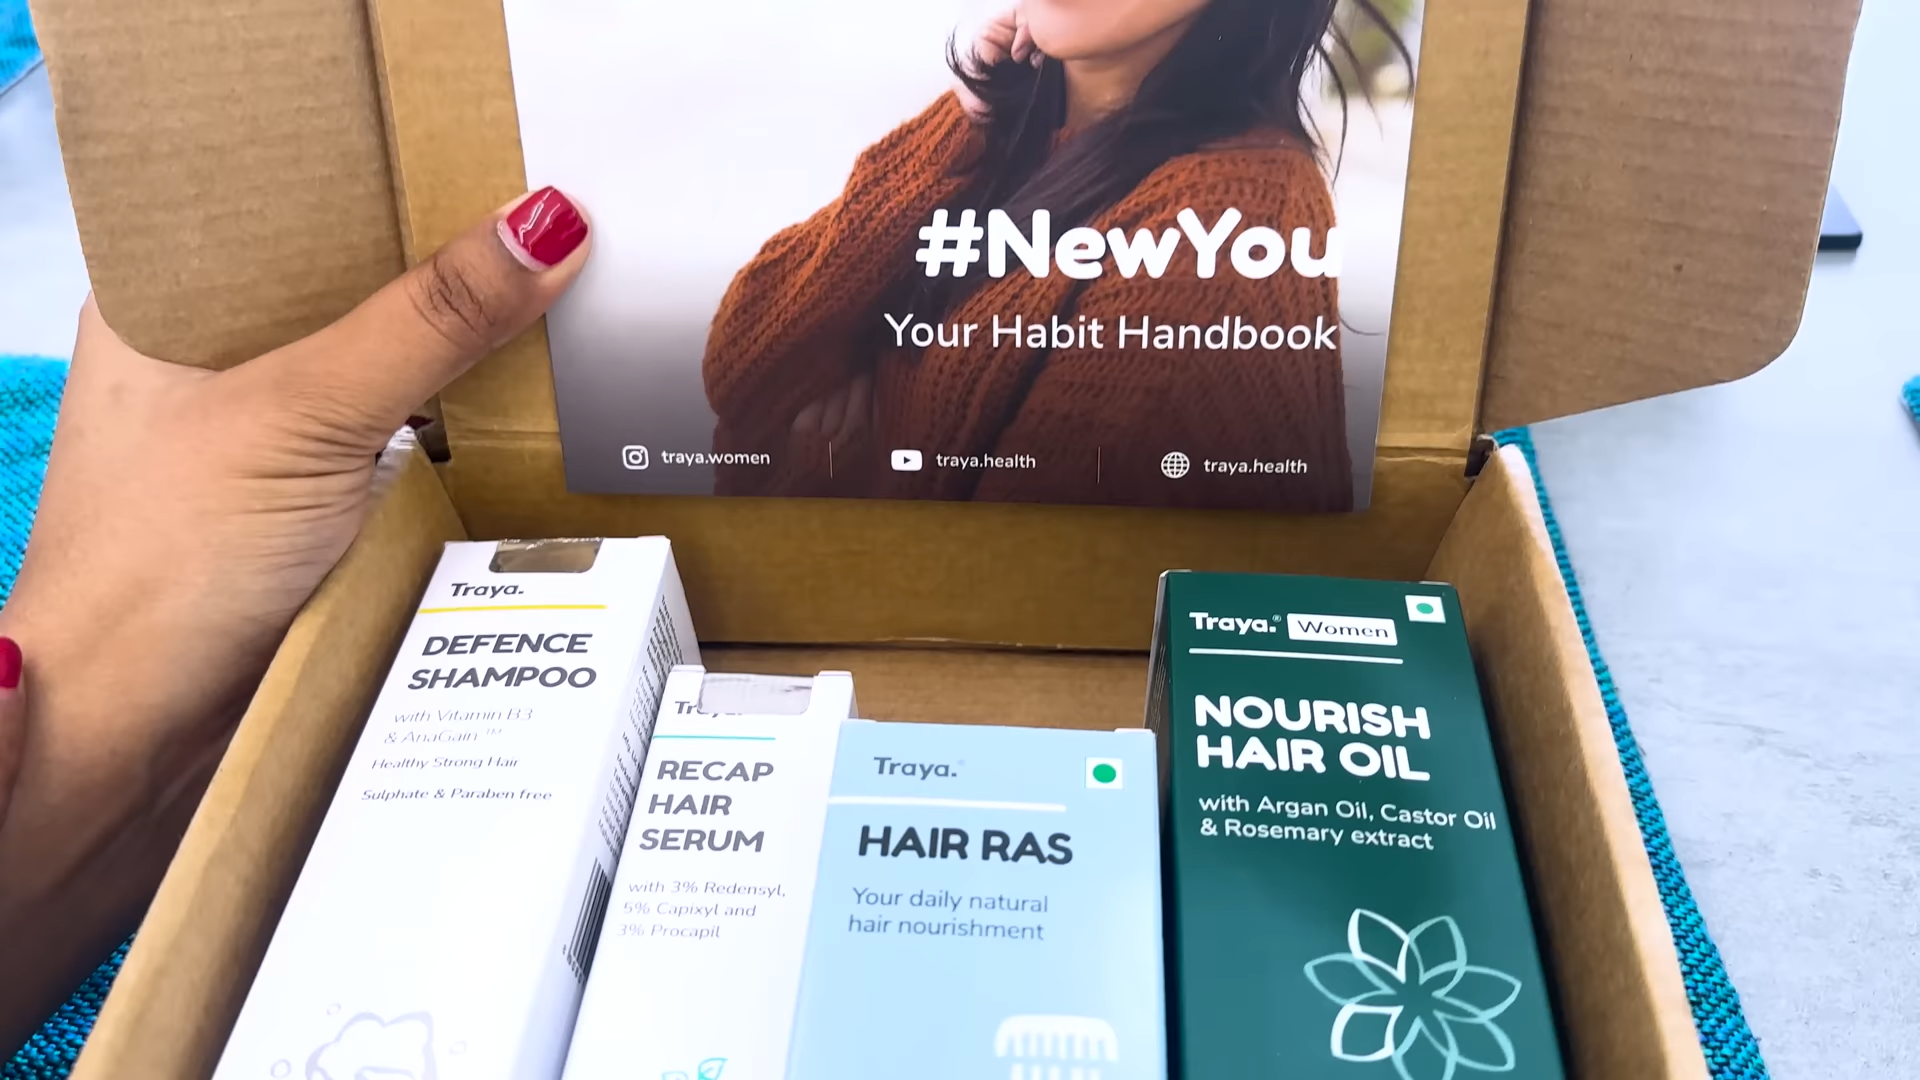 #NewYou
Your Habit Handbook
traya.women
traya.health
traya.health
Traya.
DEFENCE
SHAMPOO
with Vitamin B3
& AnaGain™
Healthy Strong Hair
Sulphate & Paraben free
RECAP
HAIR
SERUM
with 3% Redensyl,
5% Capixyl and
3% Procapil
Traya.
HAIR RAS
Your daily natural
hair nourishment
Traya.® Women
NOURISH
HAIR OIL
with Argan Oil, Castor Oil
& Rosemary extract